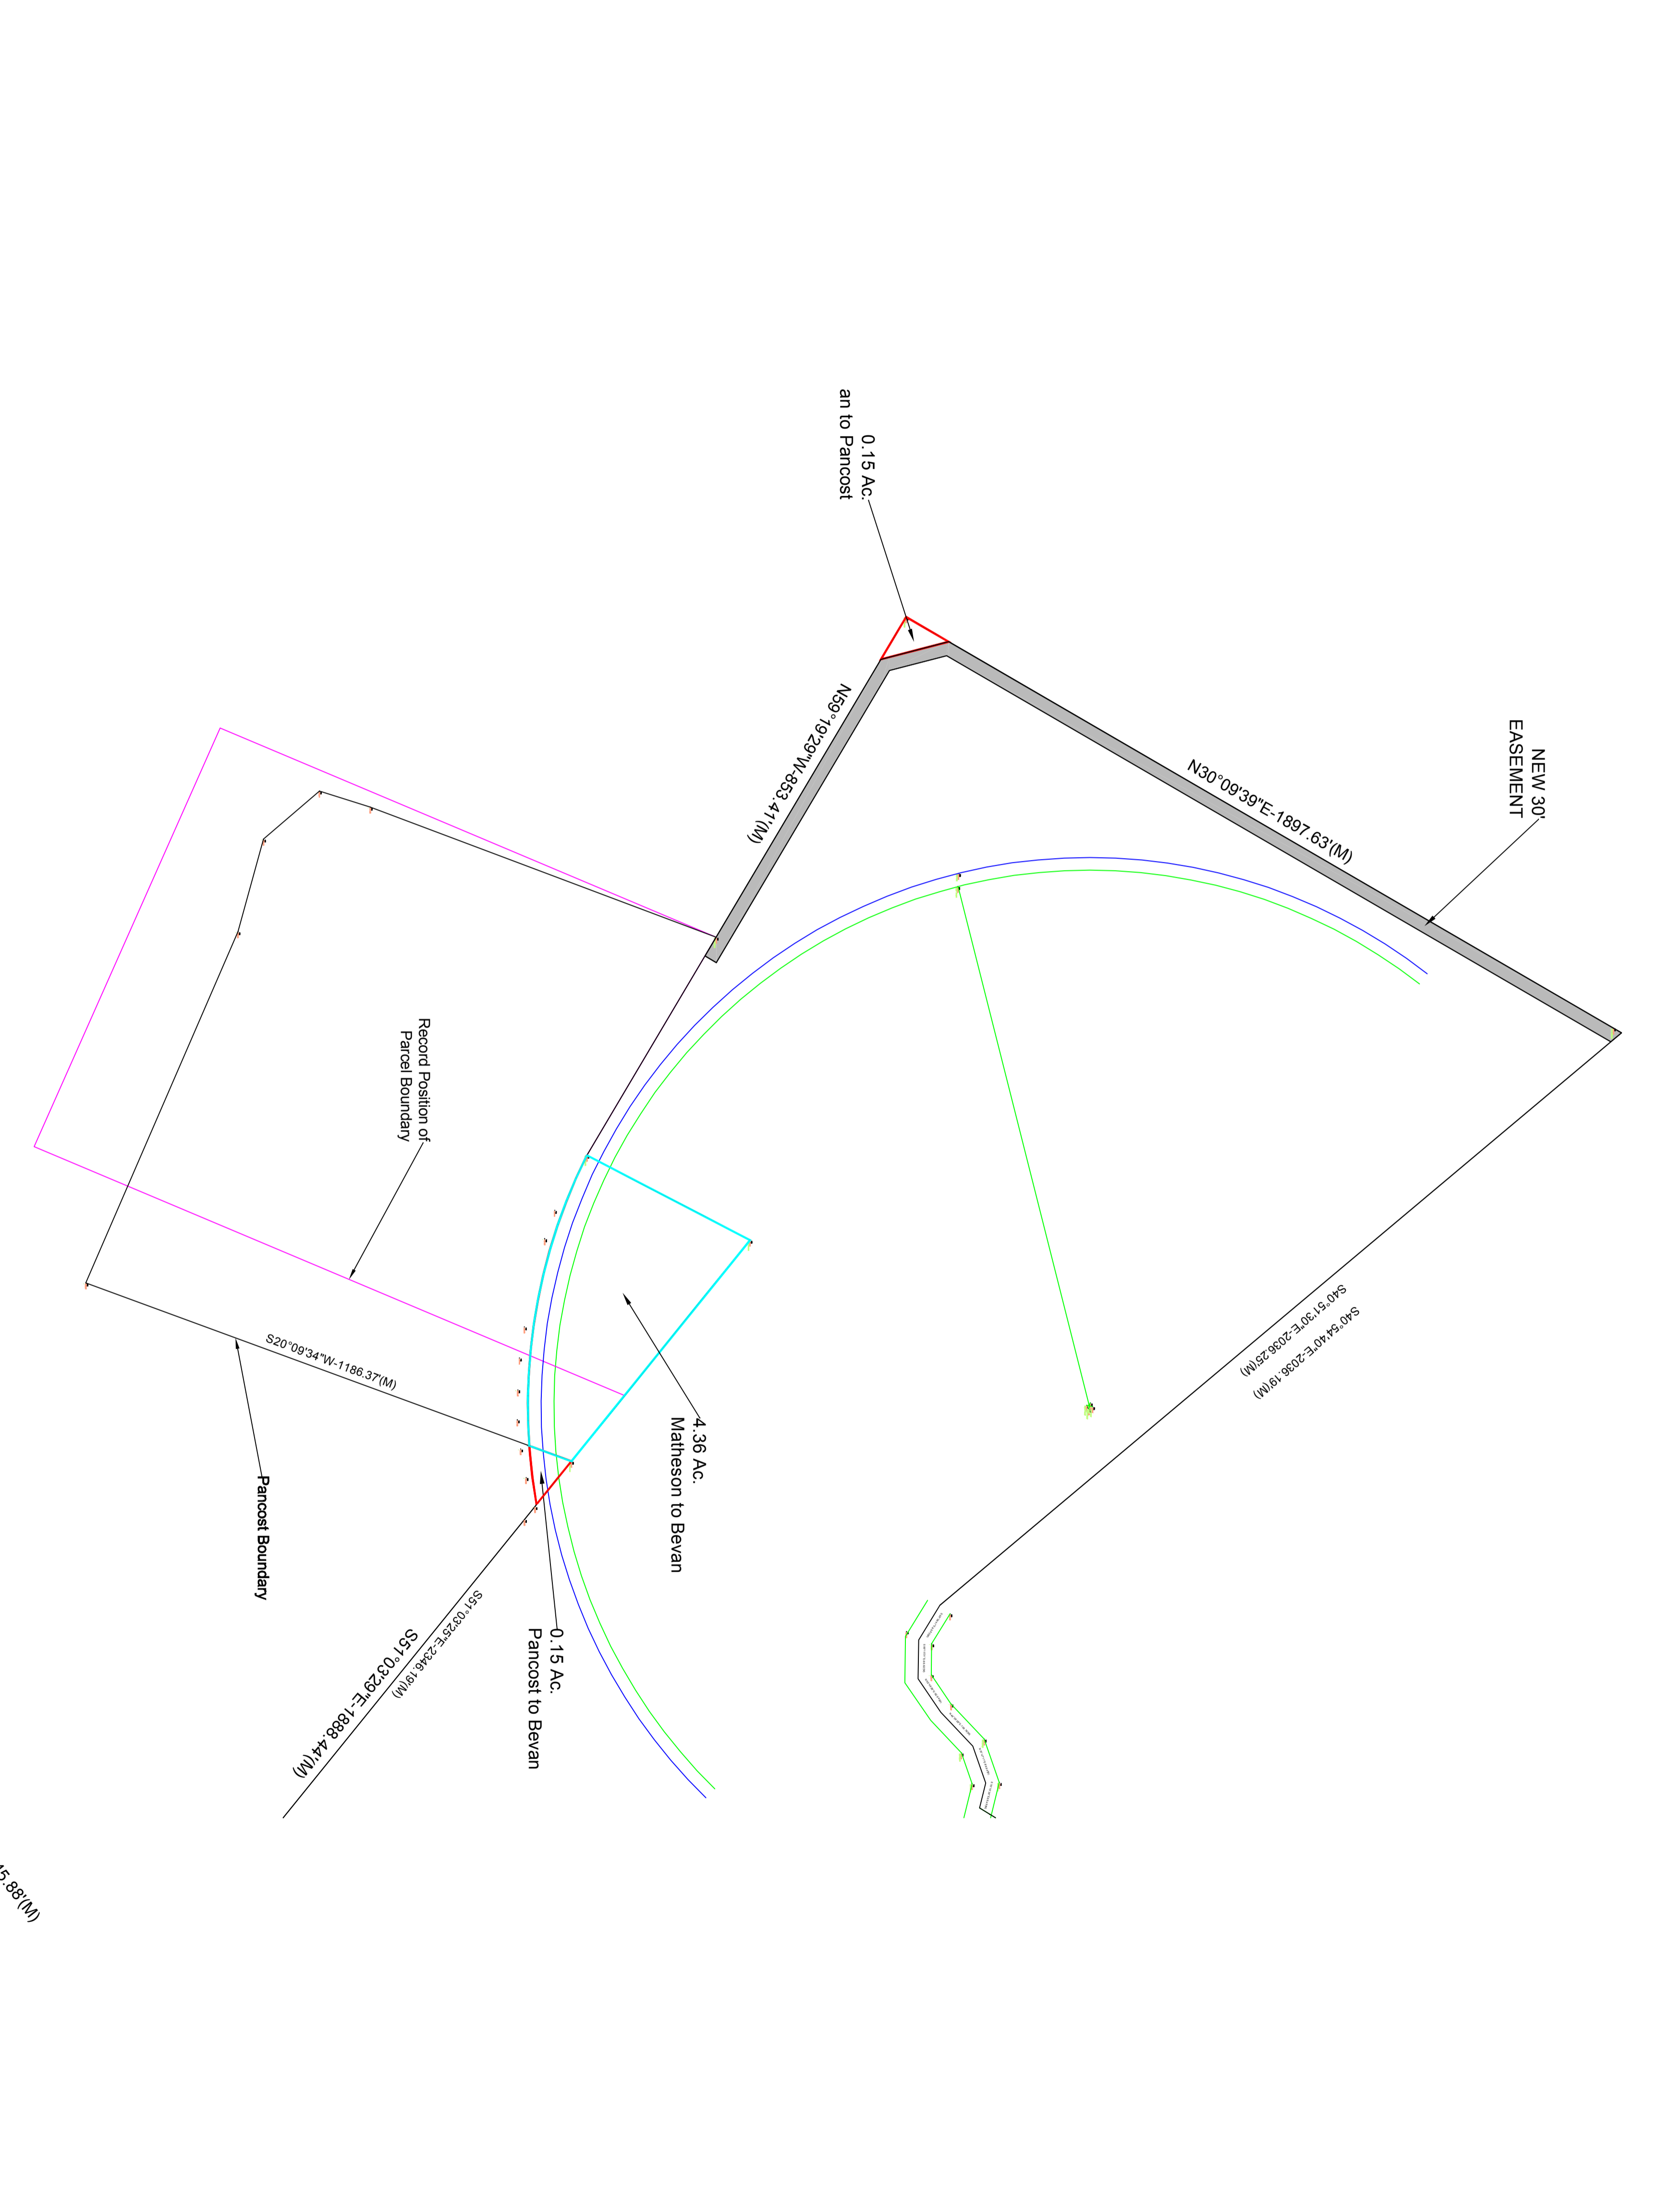 NEW 30'
EASEMENT
N30°09'39"E-1897.63'(M)
0.15 Ac.
an to Pancost
N59°19'29"W-853.41'(M)
S40°54'40"E-2036.19'(M)
S40°51'30"E-2036.25'(M)
Record Position of
Parcel Boundary
4.36 Ac.
Matheson to Bevan
S20°09'34"W-1186.37'(M)
Pancost Boundary
0.15 Ac.
Pancost to Bevan
S51°03'25"E-2346.19'(M)
S51°03'29"E-1888.44'(M)
45.88'(M)